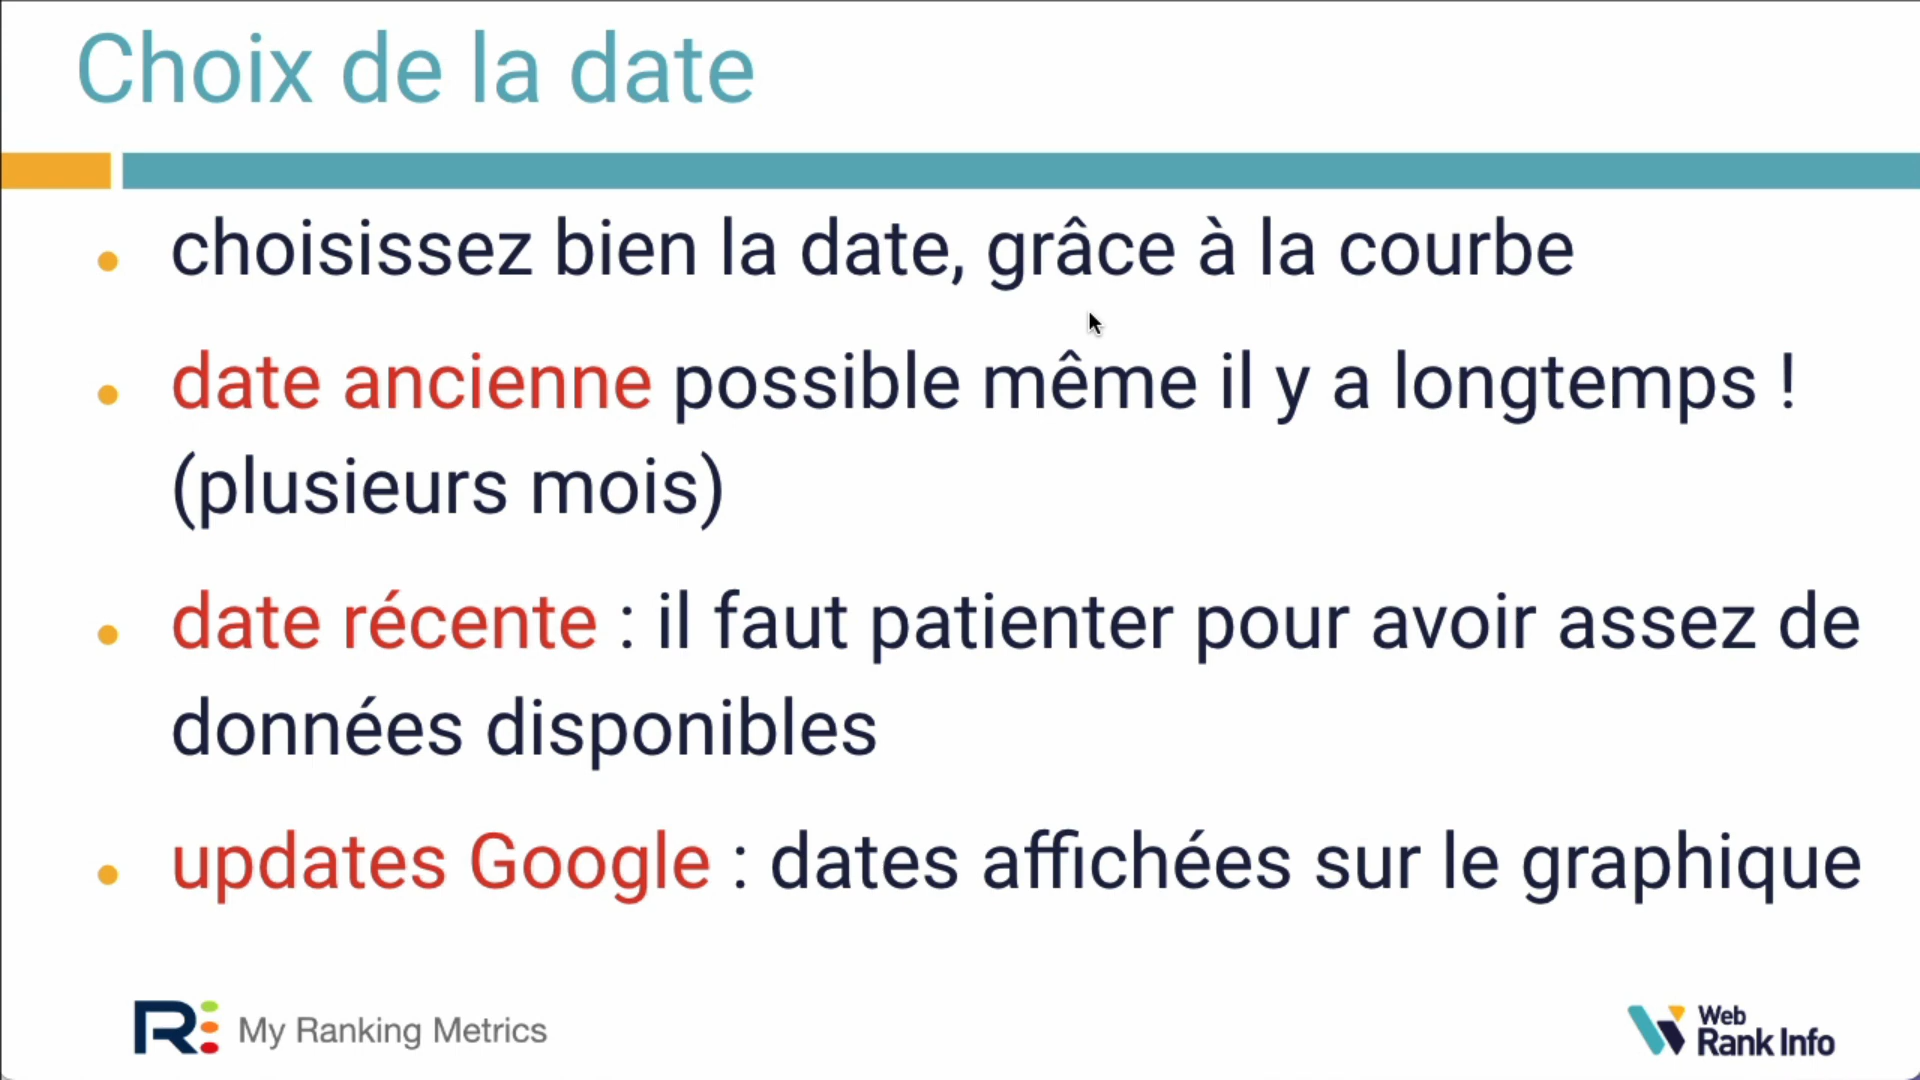 Choix de la date
choisissez bien la date, grâce à la courbe
date ancienne possible même il y a longtemps !
(plusieurs mois)
date récente : il faut patienter pour avoir assez de
données disponibles
updates Google : dates affichées sur le graphique
My Ranking Metrics
Web
Rank Info